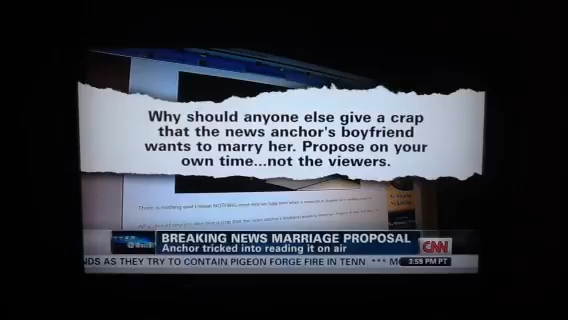 Why should anyone else give a crap
that the news anchor's boyfriend
wants to marry her. Propose on your
own time...not the viewers.
BREAKING NEWS MARRIAGE PROPOSAL
Anchor tricked into reading it on air
CNN
NDS AS THEY TRY TO CONTAIN PIGEON FORGE FIRE IN TENN. *** M
3:59 PM PT